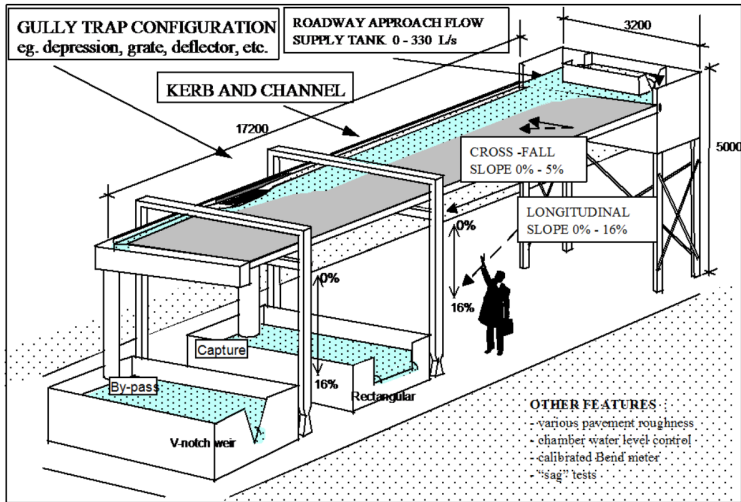 GULLY TRAP CONFIGURATION
eg. depression, grate, deflector, etc.
ROADWAY APPROACH FLOW
SUPPLY TANK 0 - 330 L/s
3200
KERB AND CHANNEL
17200
5000
CROSS -FALL
SLOPE 0% - 5%
LONGITUDINAL
SLOPE 0% - 16%
0%
16%
0%
16%
Capture
By-pass
Rectangular
V-notch weir
OTHER FEATURES
- various pavement roughness
- chamber water level control
- calibrated Bend meter
- "sag" tests